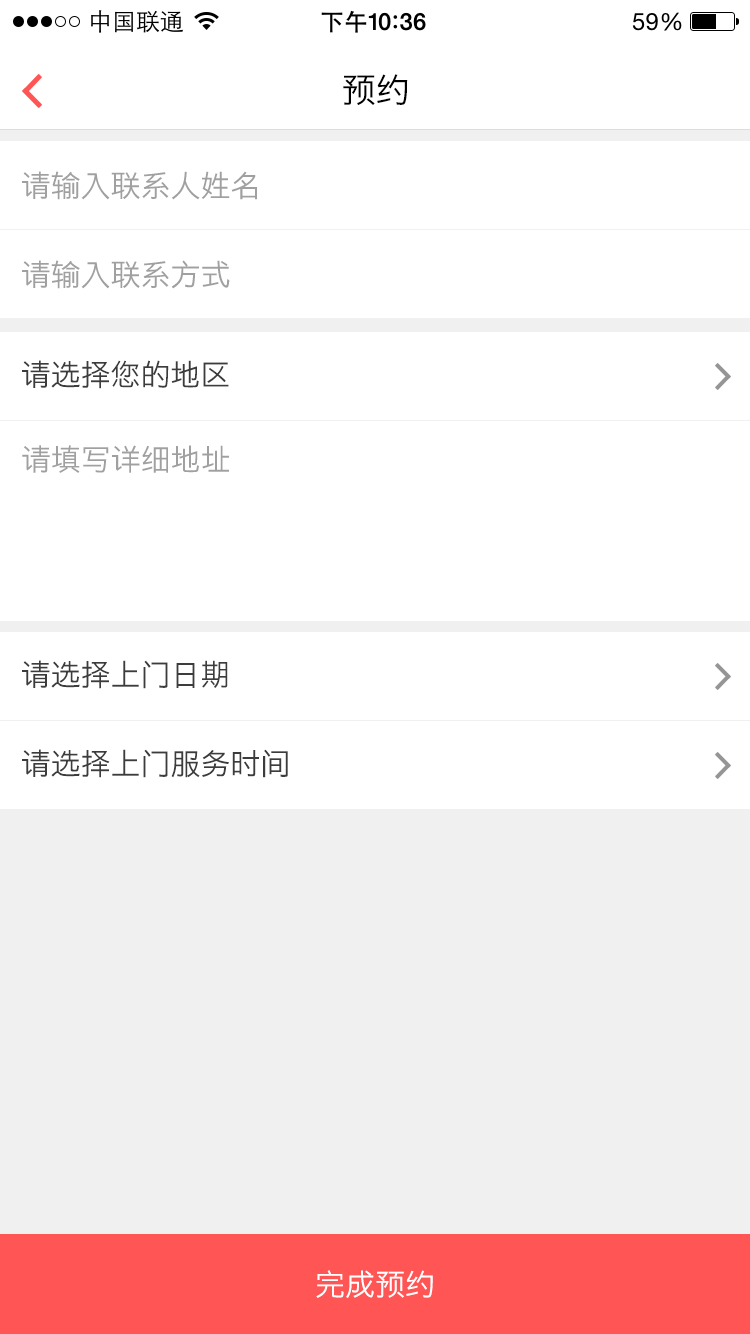 中国联通 下午10:36 59%
预约
请输入联系人姓名
请输入联系方式
请选择您的地区
请填写详细地址
请选择上门日期
请选择上门服务时间
完成预约